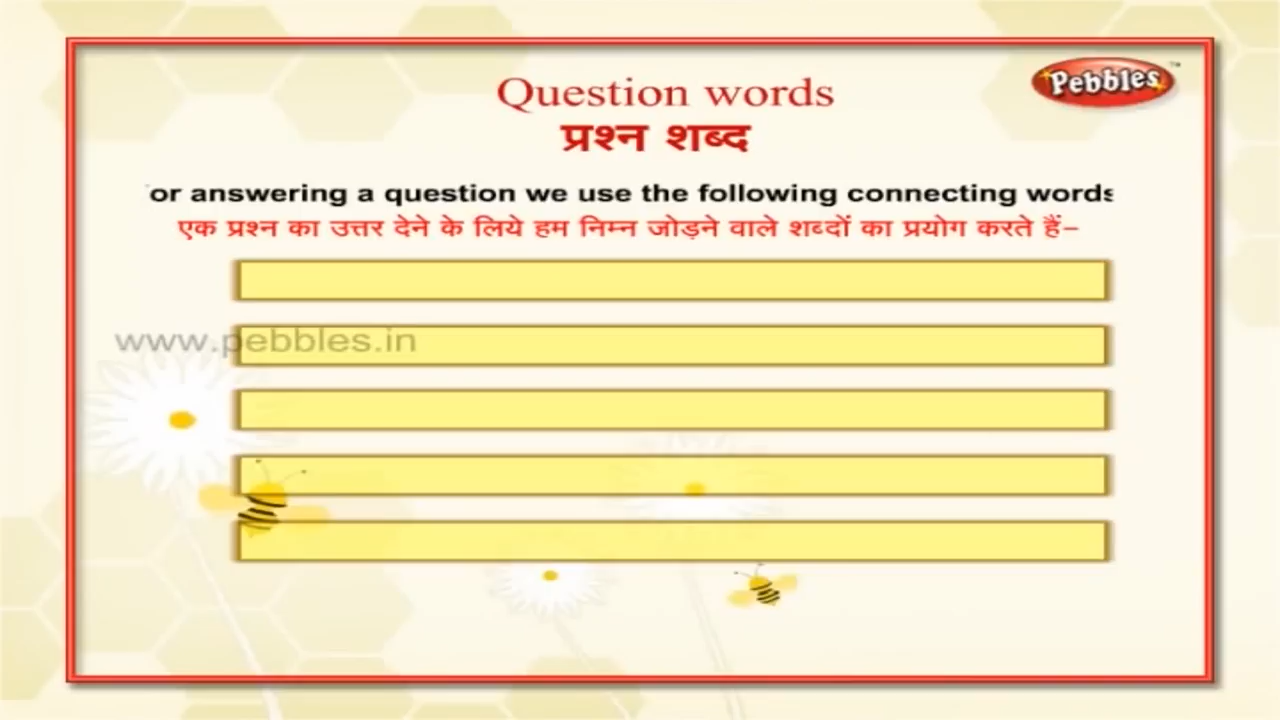 Pebbles™
Question words
प्रश्न शब्द
or answering a question we use the following connecting words
एक प्रश्न का उत्तर देने के लिये हम निम्न जोड़ने वाले शब्दों का प्रयोग करते हैं–
www.pebbles.in